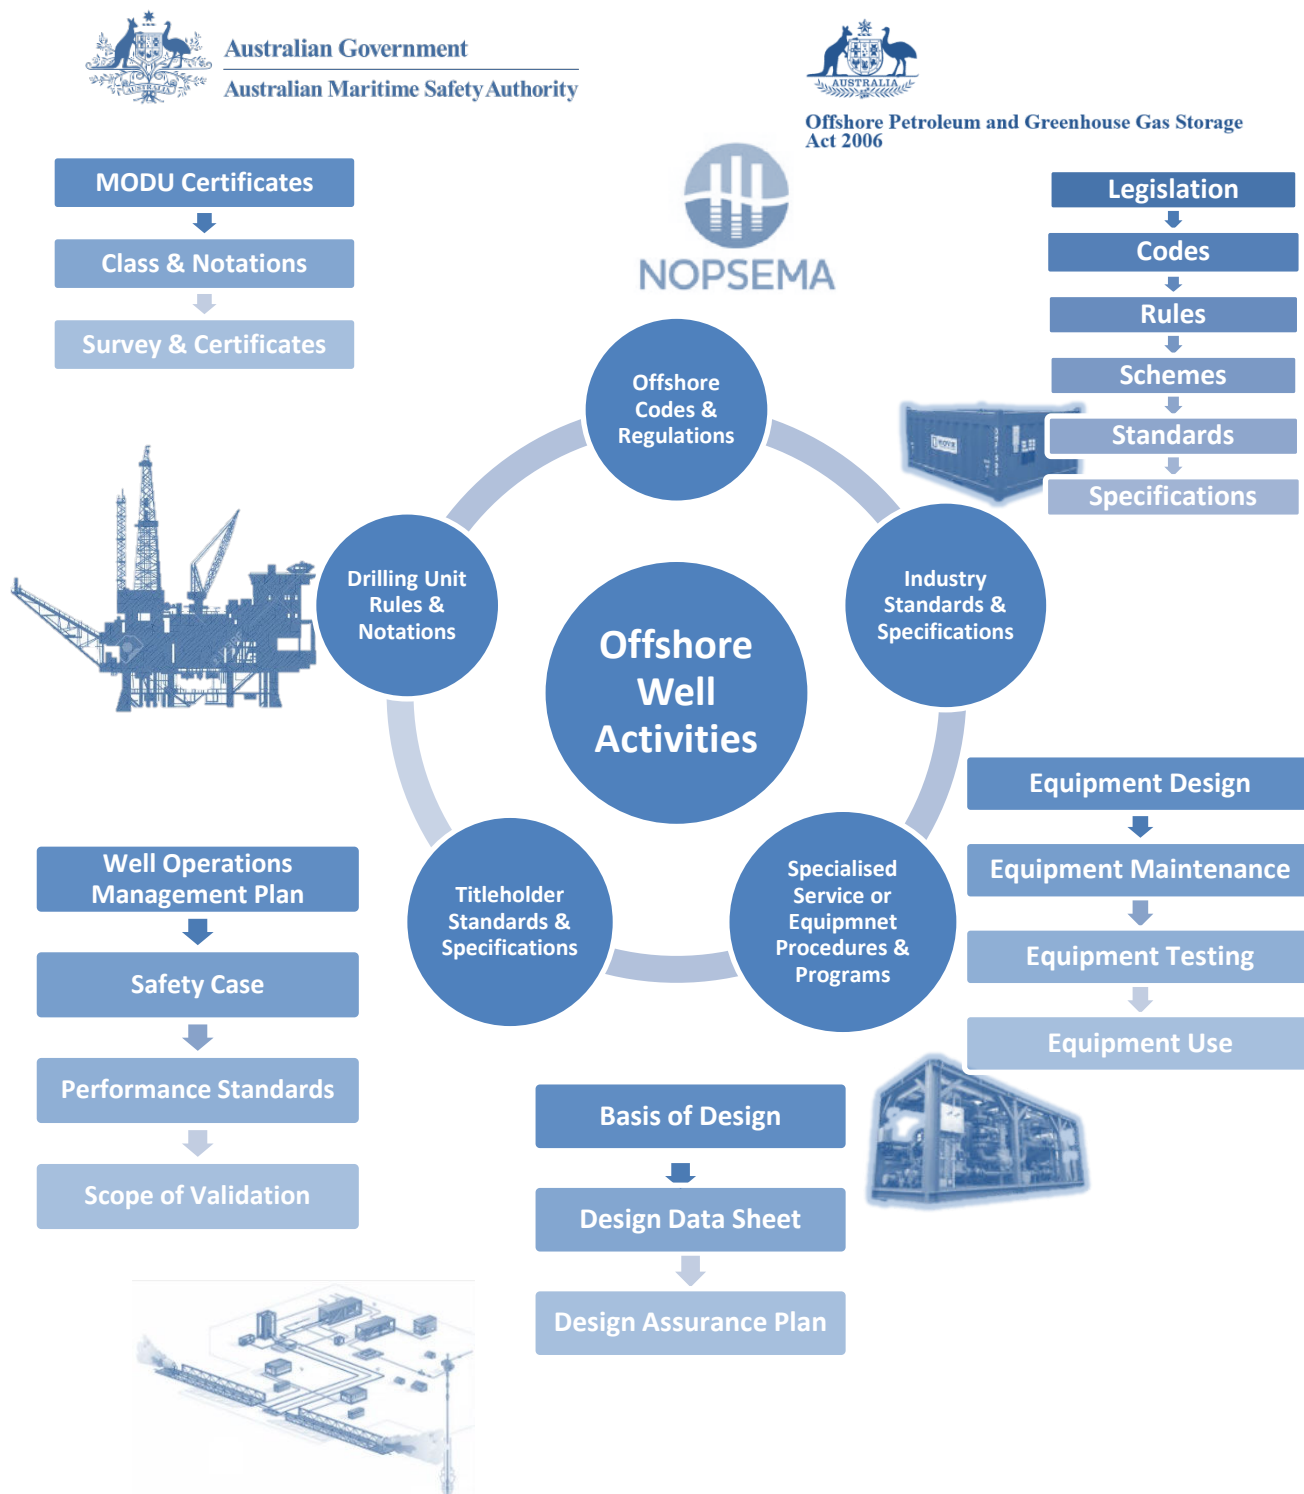 Australian Government
Australian Maritime Safety Authority
AUSTRALIA
AUSTRALIA
Offshore Petroleum and Greenhouse Gas Storage
Act 2006
NOPSEMA
MODU Certificates
Class & Notations
Survey & Certificates
Legislation
Codes
Rules
Schemes
Standards
Specifications
Offshore
Codes &
Regulations
Drilling Unit
Rules &
Notations
Industry
Standards &
Specifications
Offshore
Well
Activities
Titleholder
Standards &
Specifications
Specialised
Service or
Equipmnet
Procedures &
Programs
Equipment Design
Equipment Maintenance
Equipment Testing
Equipment Use
Well Operations
Management Plan
Safety Case
Performance Standards
Scope of Validation
Basis of Design
Design Data Sheet
Design Assurance Plan